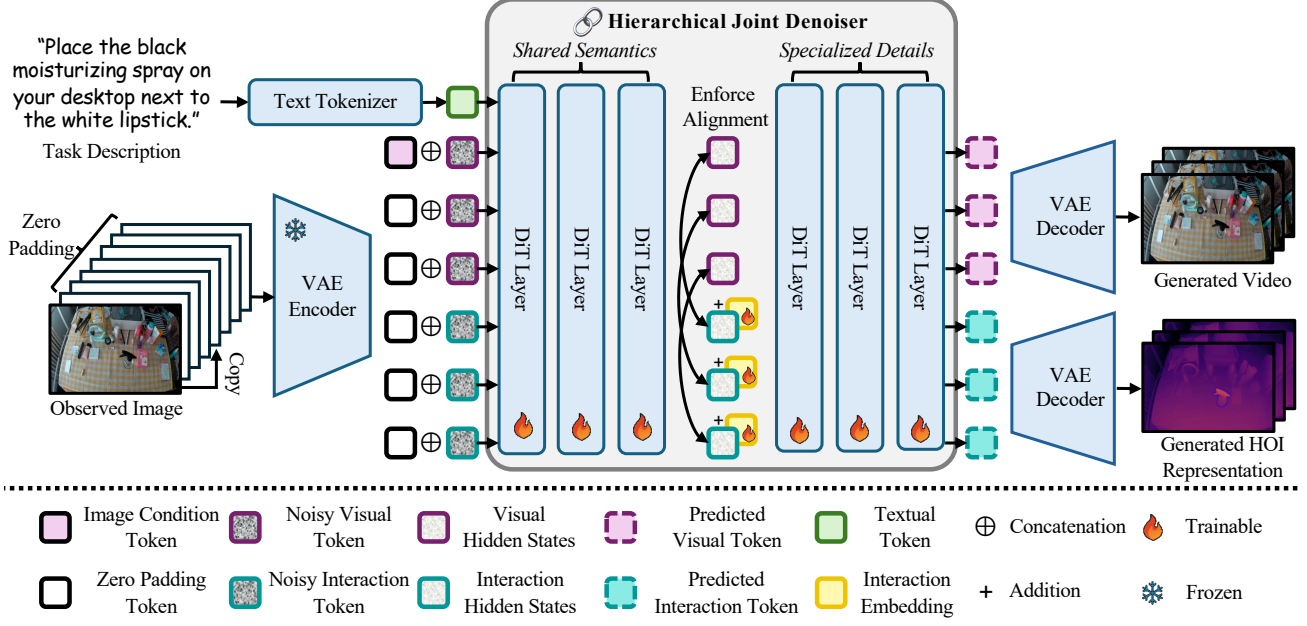 Hierarchical Joint Denoiser
Shared Semantics
Specialized Details
“Place the black
moisturizing spray on
your desktop next to
the white lipstick.”
Task Description
Text Tokenizer
Enforce
Alignment
Zero
Padding
Copy
Observed Image
VAE
Encoder
DiT Layer
DiT Layer
DiT Layer
+
+
+
DiT Layer
DiT Layer
DiT Layer
VAE
Decoder
Generated Video
VAE
Decoder
Generated HOI
Representation
Image Condition
Token
Noisy Visual
Token
Visual
Hidden States
Predicted
Visual Token
Textual
Token
⊕ Concatenation
Trainable
Zero Padding
Token
Noisy Interaction
Token
Interaction
Hidden States
Predicted
Interaction Token
Interaction
Embedding
+ Addition
Frozen